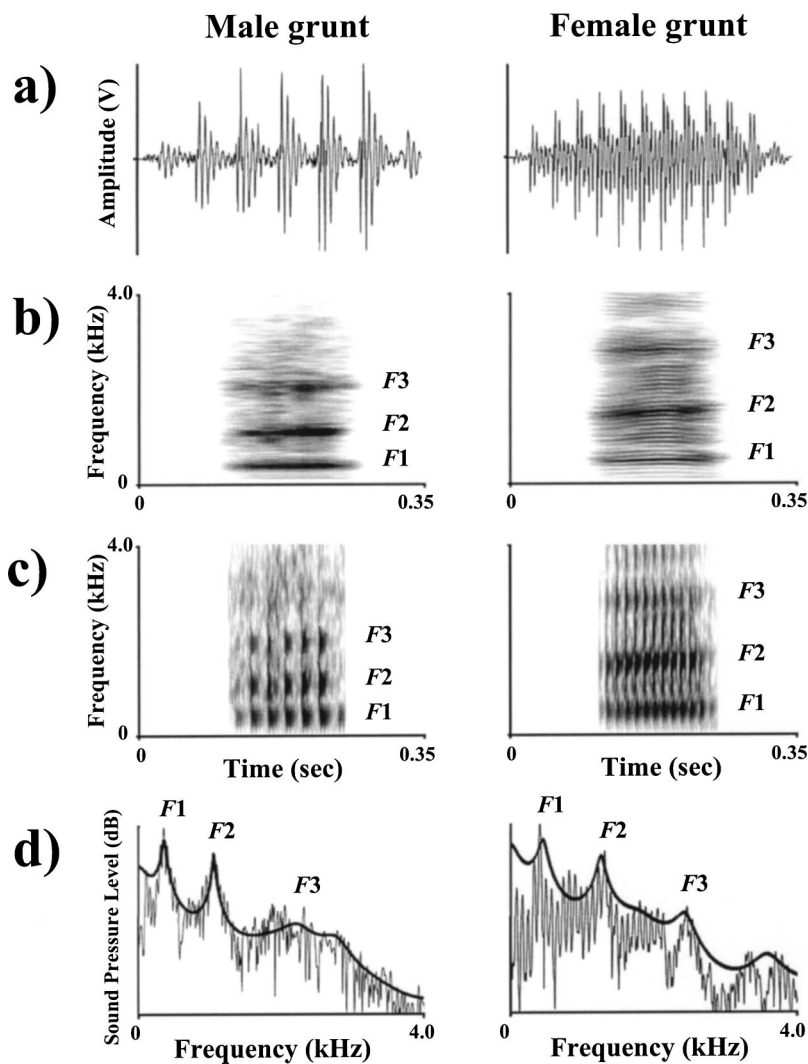 Male grunt Female grunt
a)
Amplitude (V)
b)
Frequency (kHz)
4.0
0
F3
F2
F1
0 0.35
F3
F2
F1
0 0.35
c)
Frequency (kHz)
4.0
0
F3
F2
F1
0 0.35
Time (sec)
F3
F2
F1
0 0.35
Time (sec)
d)
Sound Pressure Level (dB)
F1
F2
F3
0 4.0
Frequency (kHz)
F1
F2
F3
0 4.0
Frequency (kHz)